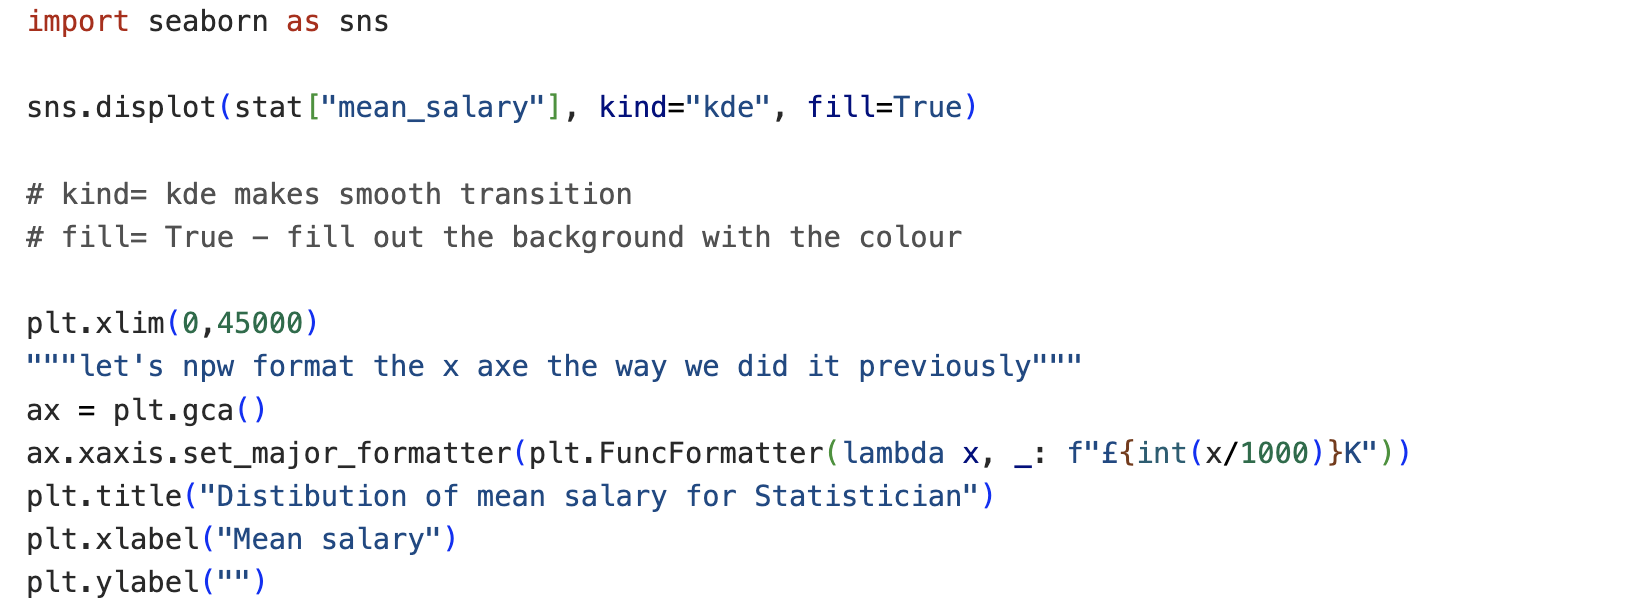 import seaborn as sns
sns.displot(stat["mean_salary"], kind="kde", fill=True)
# kind= kde makes smooth transition
# fill= True - fill out the background with the colour
plt.xlim(0,45000)
"""let's npw format the x axe the way we did it previously"""
ax = plt.gca()
ax.xaxis.set_major_formatter(plt.FuncFormatter(lambda x, _: f"£{int(x/1000)}K"))
plt.title("Distibution of mean salary for Statistician")
plt.xlabel("Mean salary")
plt.ylabel("")